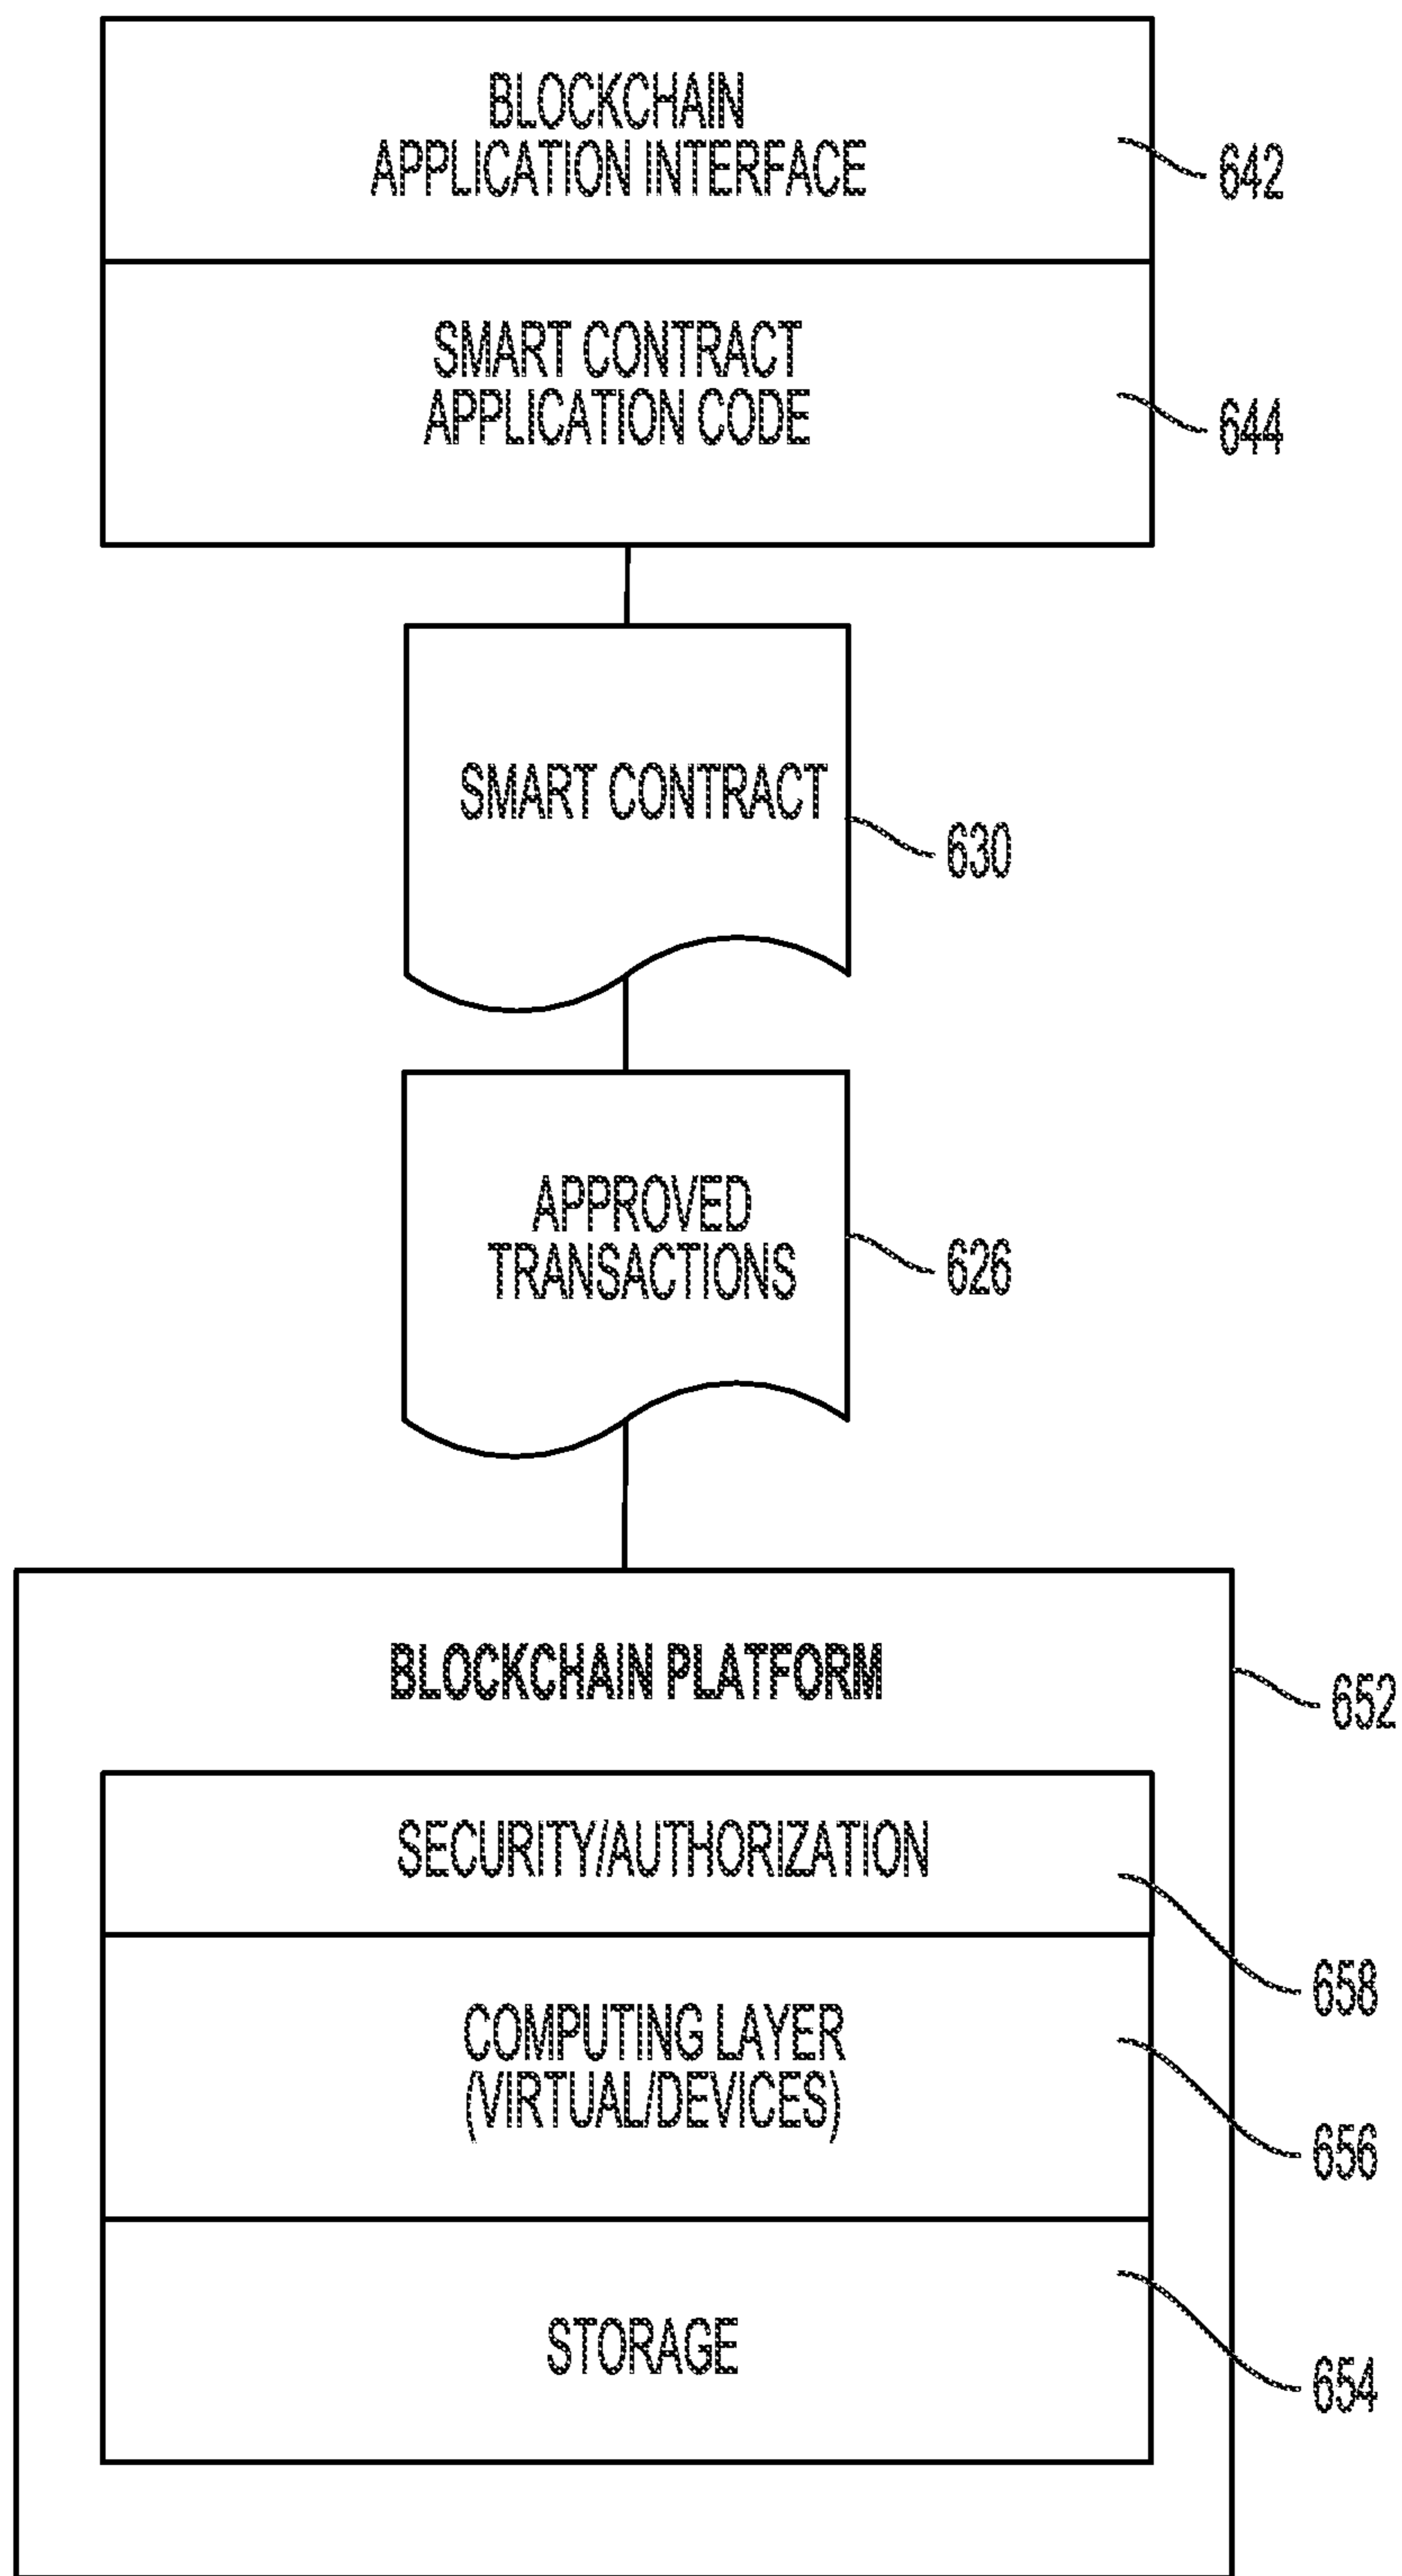 BLOCKCHAIN
APPLICATION INTERFACE
642
SMART CONTRACT
APPLICATION CODE
644
SMART CONTRACT
630
APPROVED
TRANSACTIONS
626
BLOCKCHAIN PLATFORM
652
SECURITY/AUTHORIZATION
658
COMPUTING LAYER
(VIRTUAL/DEVICES)
656
STORAGE
654